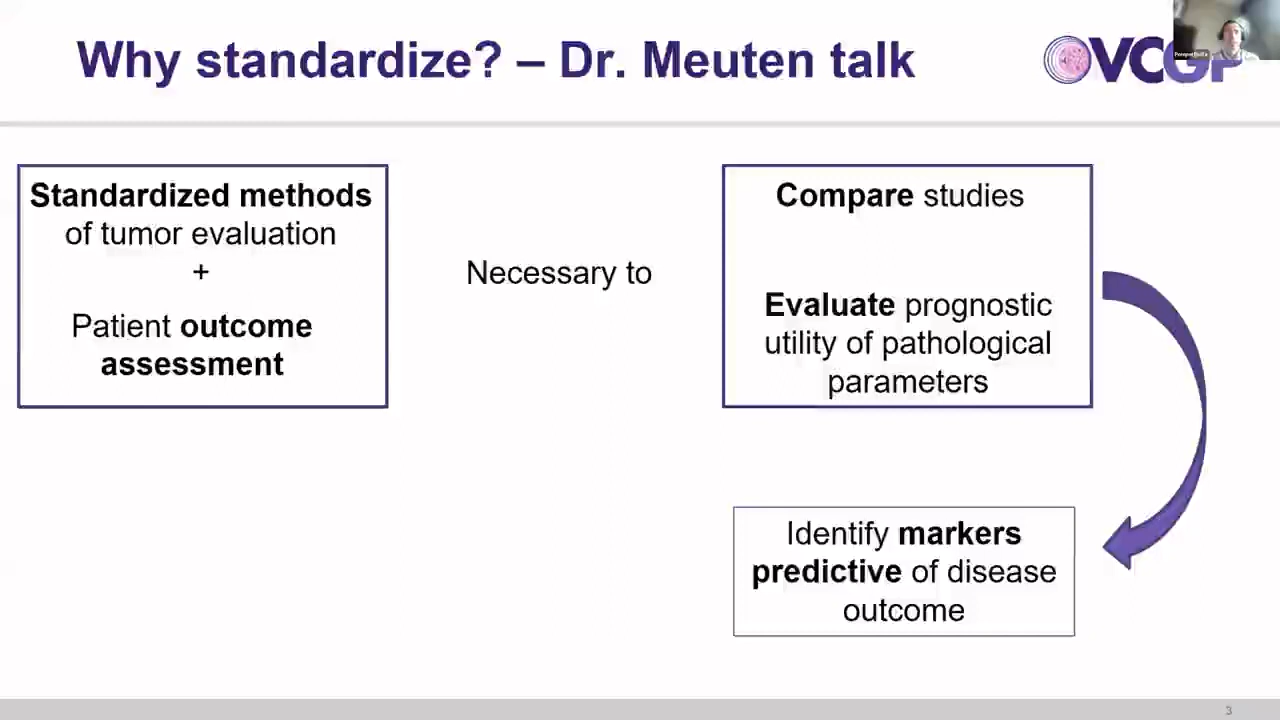 Why standardize? – Dr. Meuten talk
Standardized methods
of tumor evaluation
+
Patient outcome
assessment
Necessary to
Compare studies
Evaluate prognostic
utility of pathological
parameters
Identify markers
predictive of disease
outcome
VCGP
3